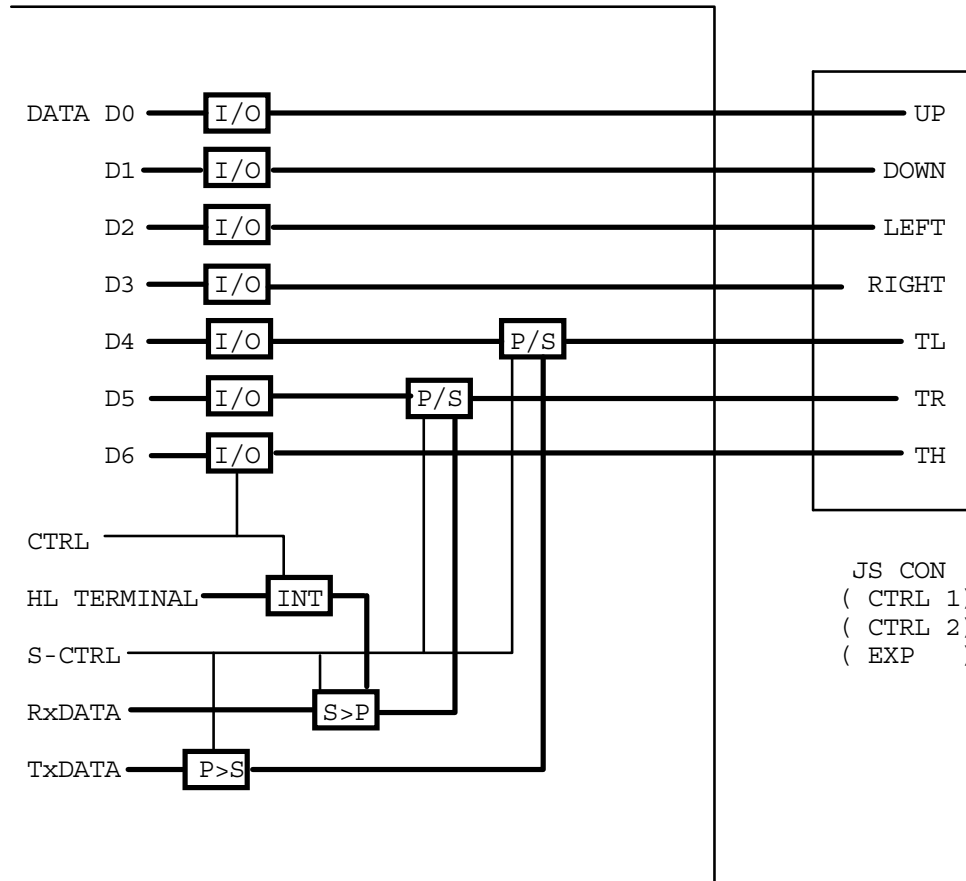 DATA D0 I/O UP
D1 I/O DOWN
D2 I/O LEFT
D3 I/O RIGHT
D4 I/O P/S TL
D5 I/O P/S TR
D6 I/O TH
CTRL
HL TERMINAL INT
S-CTRL
RxDATA S>P
TxDATA P>S
JS CON
( CTRL 1)
( CTRL 2)
( EXP )